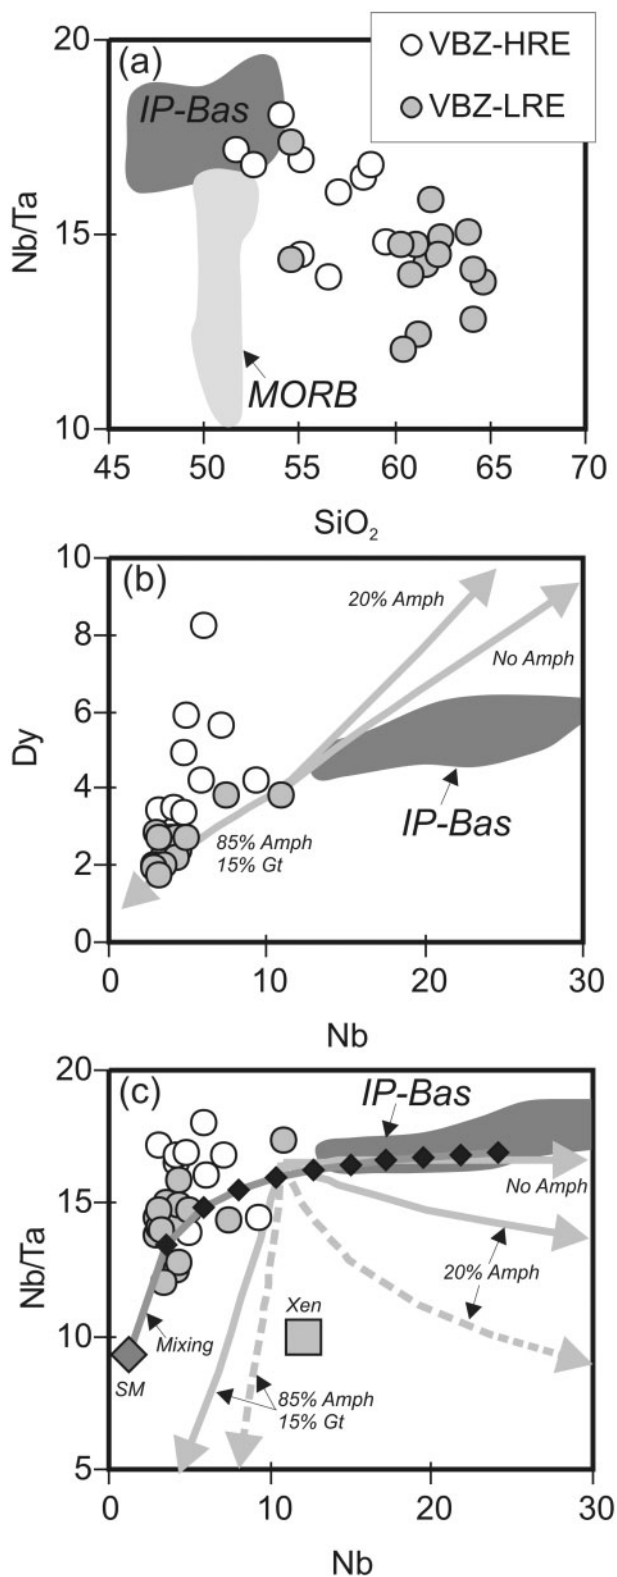 20
(a)
VBZ-HRE
IP-Bas
VBZ-LRE
Nb/Ta
15
MORB
10
45 50 55 60 65 70
SiO₂
10
(b)
20% Amph
8
No Amph
6
Dy
4
IP-Bas
85% Amph
15% Gt
2
0
0 10 20 30
Nb
20
(c)
IP-Bas
No Amph
15
Nb/Ta
20% Amph
Xen
10
Mixing
SM
85% Amph
15% Gt
5
0 10 20 30
Nb